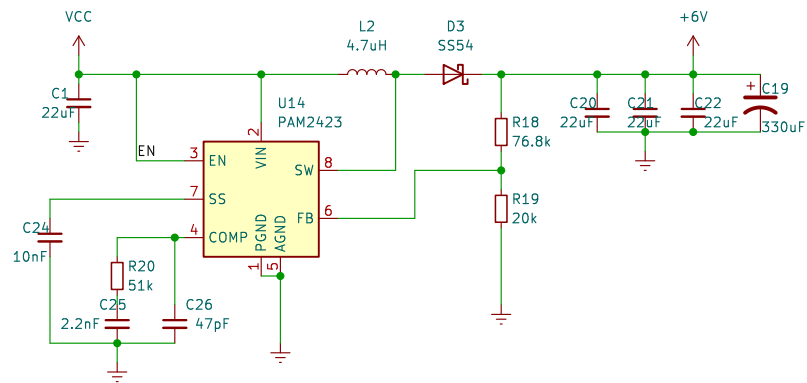 VCC
L2
4.7uH
D3
SS54
+6V
C1
22uF
U14
PAM2423
EN
3
EN
2
VIN
SW
8
7
SS
FB
6
4
COMP
PGND
AGND
1
5
R18
76.8k
R19
20k
C20
22uF
C21
22uF
C22
22uF
+
C19
330uF
C24
10nF
R20
51k
C25
2.2nF
C26
47pF